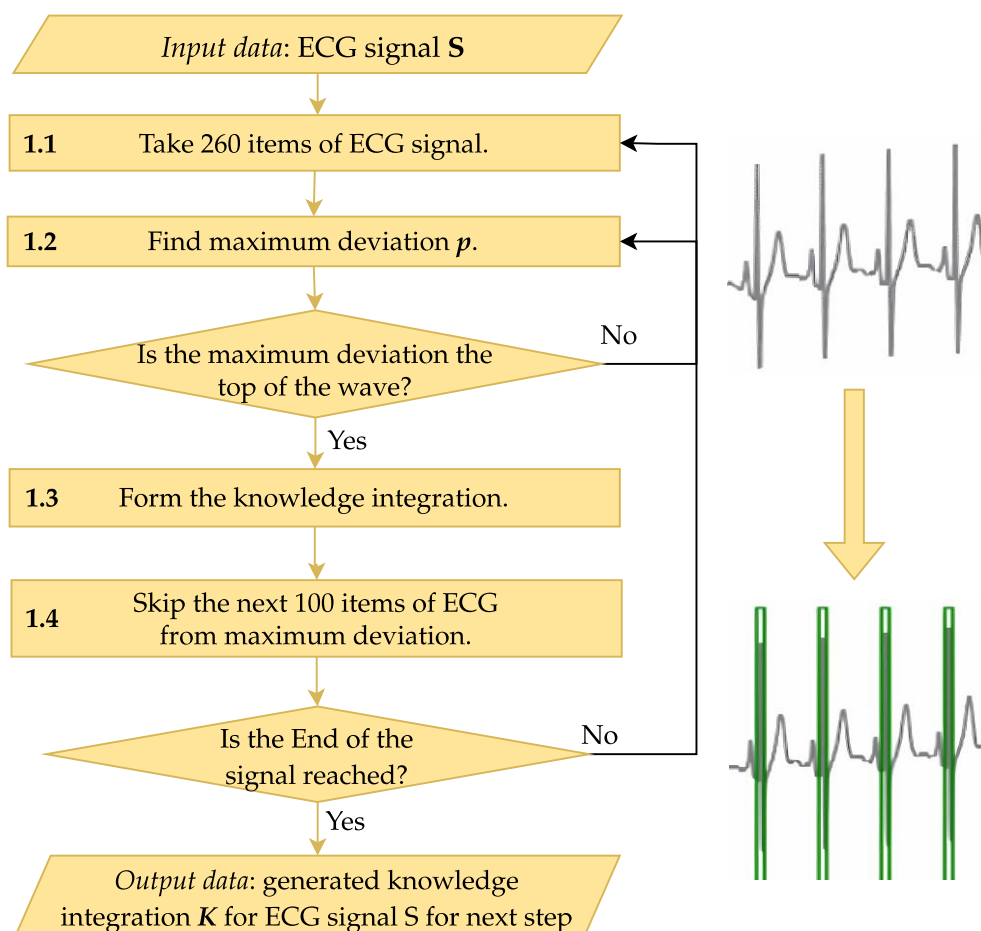 Input data: ECG signal S
1.1 Take 260 items of ECG signal.
1.2 Find maximum deviation p.
No
Is the maximum deviation the
top of the wave?
Yes
1.3 Form the knowledge integration.
1.4 Skip the next 100 items of ECG
from maximum deviation.
No
Is the End of the
signal reached?
Yes
Output data: generated knowledge
integration K for ECG signal S for next step